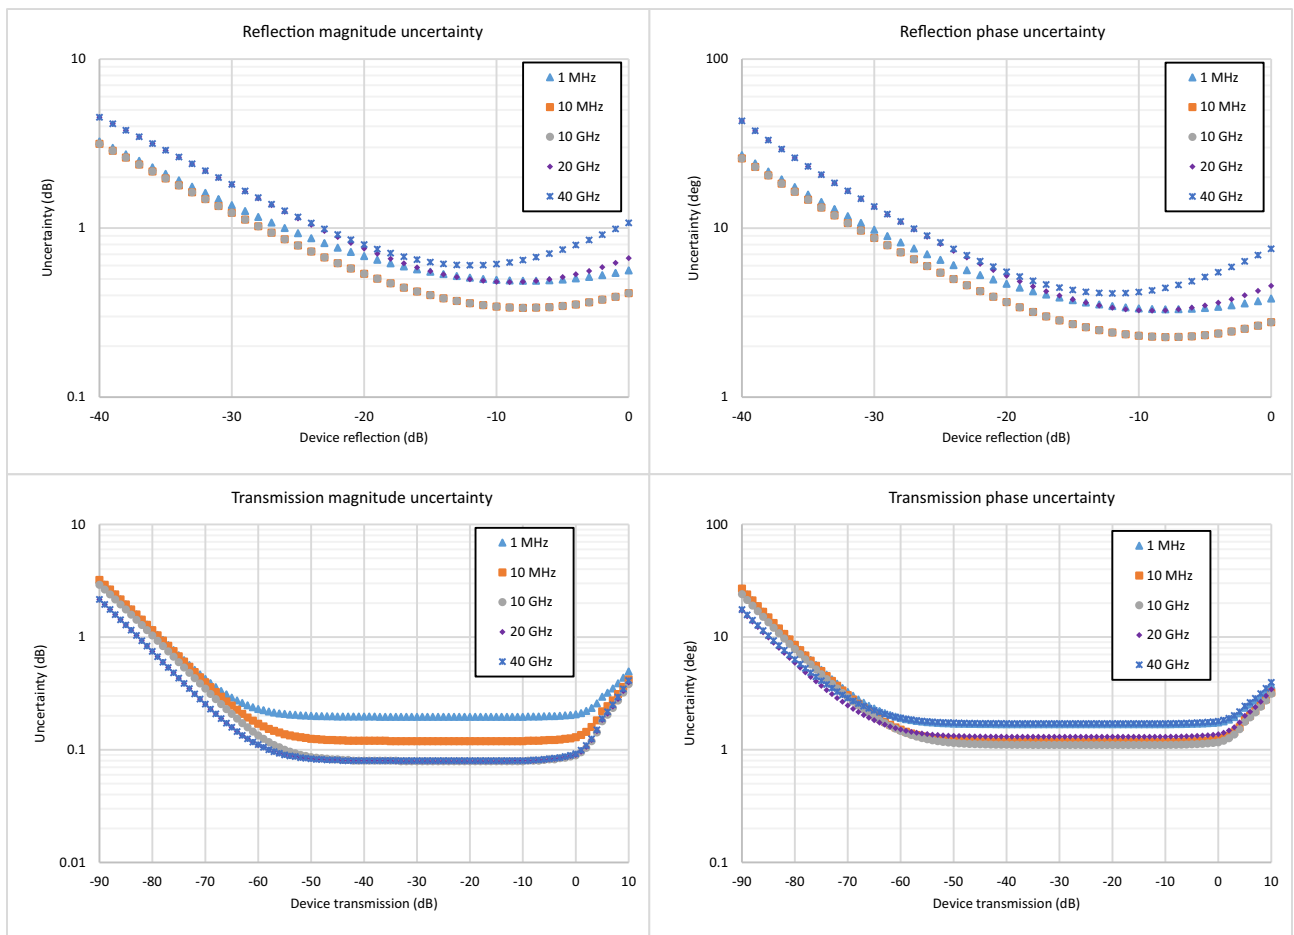 Reflection magnitude uncertainty
10
1
0.1
Uncertainty (dB)
1 MHz
10 MHz
10 GHz
20 GHz
40 GHz
-40
-30
-20
-10
0
Device reflection (dB)
Reflection phase uncertainty
100
10
1
Uncertainty (deg)
1 MHz
10 MHz
10 GHz
20 GHz
40 GHz
-40
-30
-20
-10
0
Device reflection (dB)
Transmission magnitude uncertainty
10
1
0.1
0.01
Uncertainty (dB)
1 MHz
10 MHz
10 GHz
20 GHz
40 GHz
-90
-80
-70
-60
-50
-40
-30
-20
-10
0
10
Device transmission (dB)
Transmission phase uncertainty
100
10
1
0.1
Uncertainty (deg)
1 MHz
10 MHz
10 GHz
20 GHz
40 GHz
-90
-80
-70
-60
-50
-40
-30
-20
-10
0
10
Device transmission (dB)